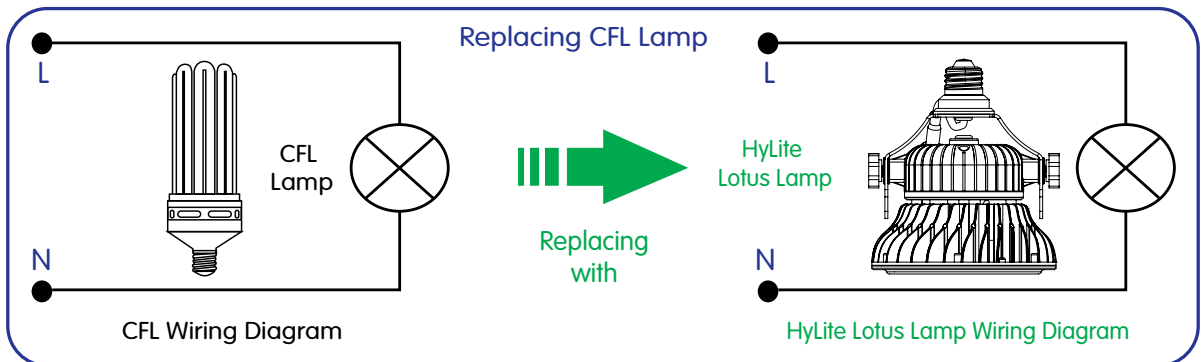 Replacing CFL Lamp
L
CFL
Lamp
N
CFL Wiring Diagram
Replacing
with
L
HyLite
Lotus Lamp
N
HyLite Lotus Lamp Wiring Diagram